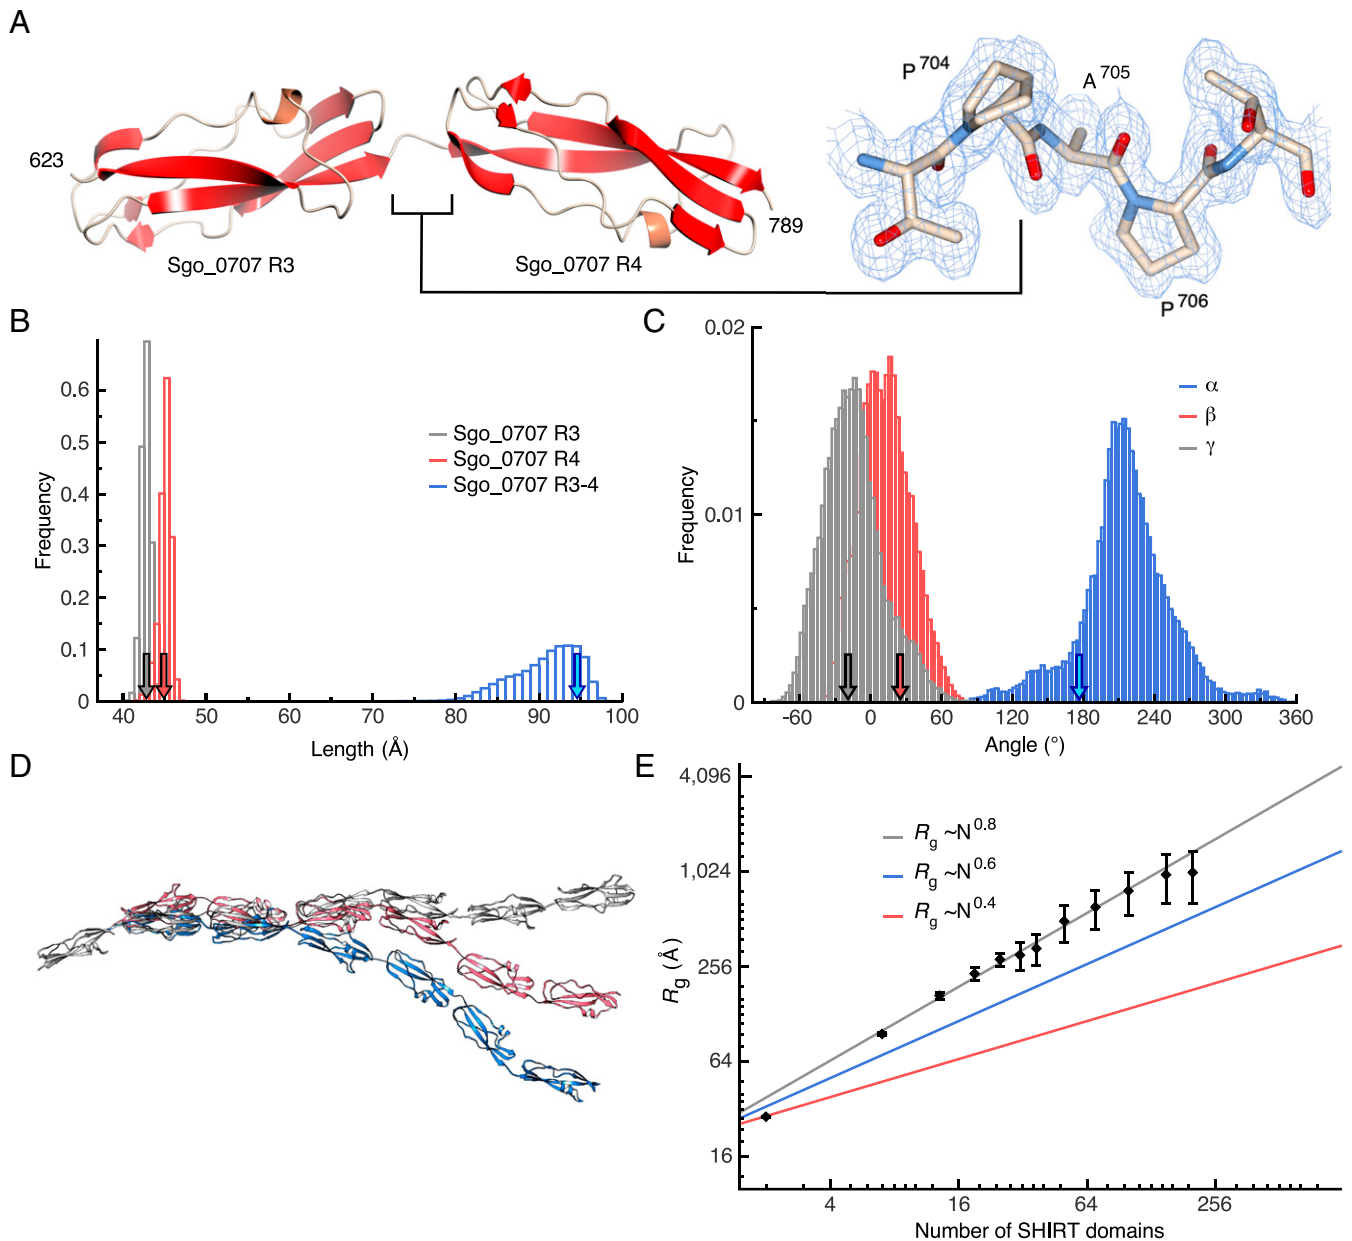 A
P704
A705
623
789
Sgo_0707 R3
Sgo_0707 R4
P706
B
Frequency
0.6
0.5
0.4
0.3
0.2
0.1
0
40 50 60 70 80 90 100
Length (Å)
Sgo_0707 R3
Sgo_0707 R4
Sgo_0707 R3-4
C
Frequency
0.02
0.01
0
-60 0 60 120 180 240 300 360
Angle (°)
α
β
γ
D
E
Rg (Å)
4,096
1,024
256
64
16
4 16 64 256
Number of SHIRT domains
Rg ~N0.8
Rg ~N0.6
Rg ~N0.4